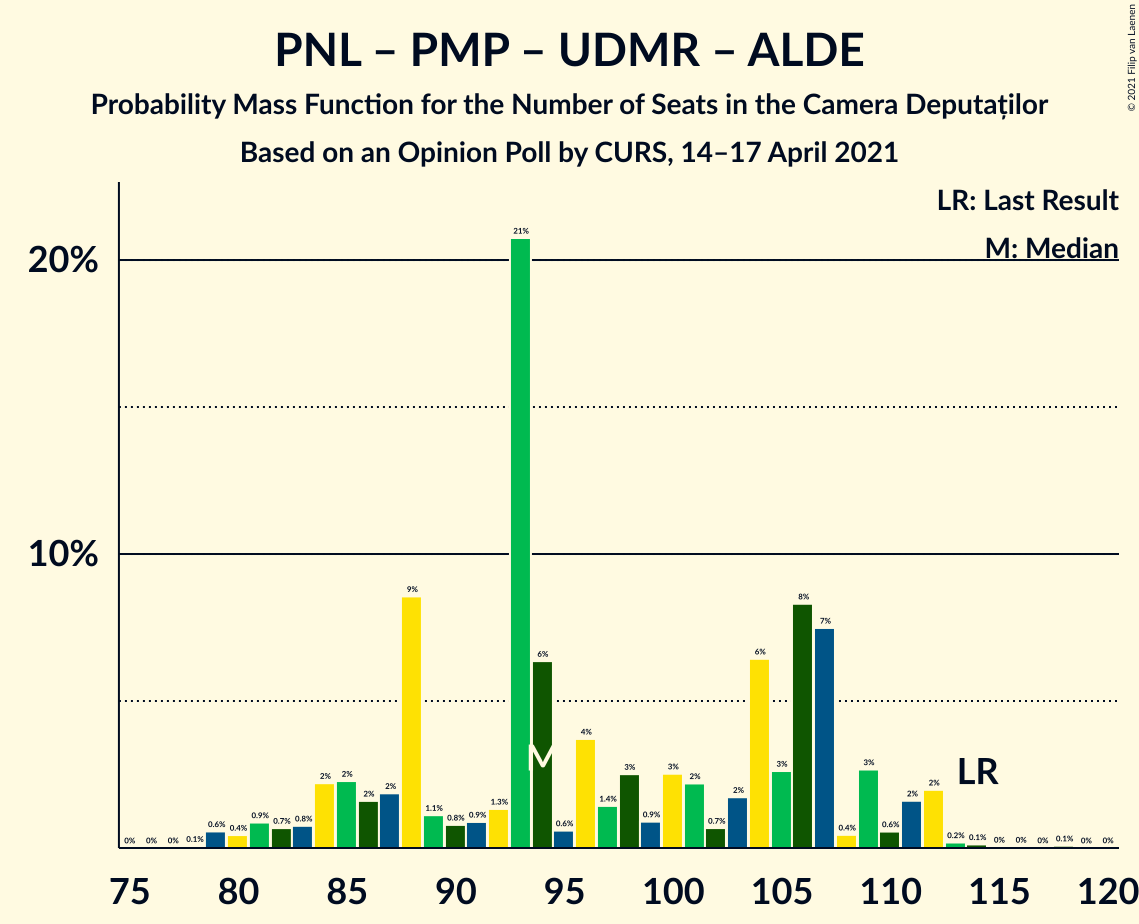 PNL – PMP – UDMR – ALDE
Probability Mass Function for the Number of Seats in the Camera Deputaților
Based on an Opinion Poll by CURS, 14–17 April 2021
© 2021 Filip van Laenen
LR: Last Result
M: Median
20%
10%
0% 0% 0% 0.1% 0.6% 0.4% 0.9% 0.7% 0.8% 2% 2% 2% 2% 9% 1.1% 0.8% 0.9% 1.3% 21% 6% 0.6% 4% 1.4% 3% 0.9% 3% 2% 0.7% 2% 6% 3% 8% 7% 0.4% 3% 0.6% 2% 2% 0.2% 0.1% 0% 0% 0% 0.1% 0% 0%
M
LR
75 80 85 90 95 100 105 110 115 120